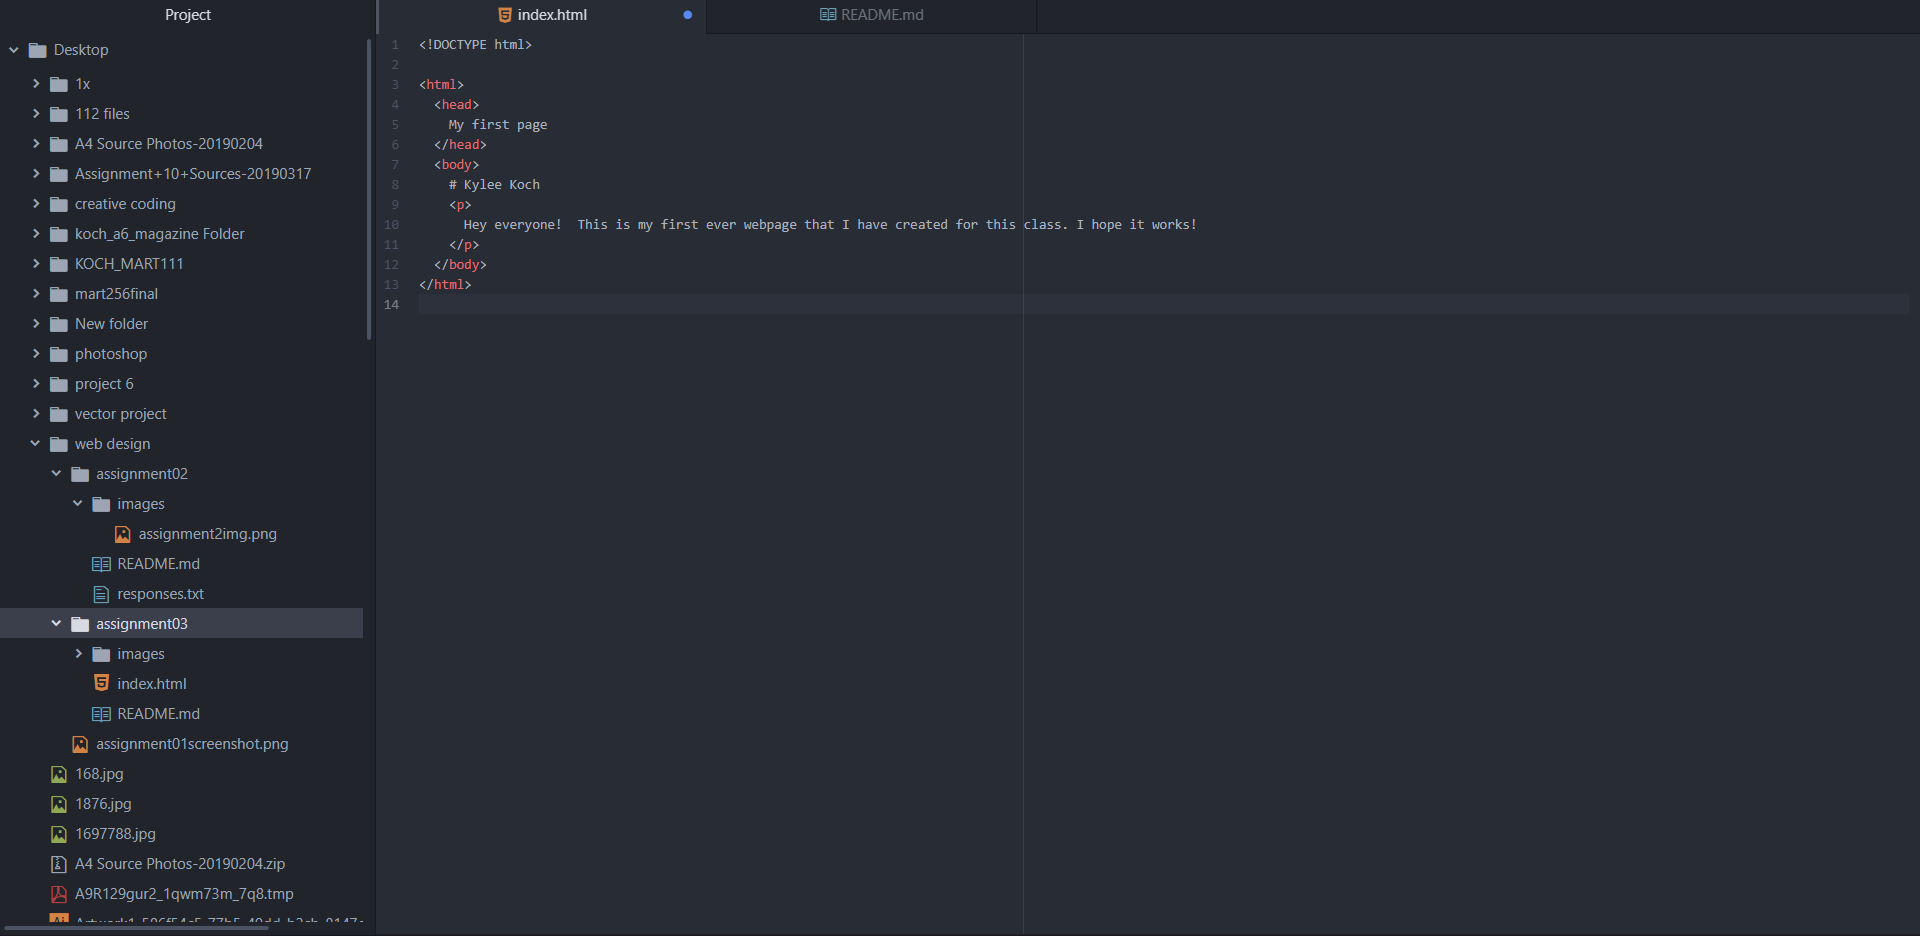 Project
Desktop
1x
112 files
A4 Source Photos-20190204
Assignment+10+Sources-20190317
creative coding
koch_a6_magazine Folder
KOCH_MART111
mart256final
New folder
photoshop
project 6
vector project
web design
assignment02
images
assignment2img.png
README.md
responses.txt
assignment03
images
index.html
README.md
assignment01screenshot.png
168.jpg
1876.jpg
1697788.jpg
A4 Source Photos-20190204.zip
A9R129gur2_1qwm73m_7q8.tmp
index.html README.md
1 <!DOCTYPE html>
2
3 <html>
4 <head>
5 My first page
6 </head>
7 <body>
8 # Kylee Koch
9 <p>
10 Hey everyone!  This is my first ever webpage that I have created for this class. I hope it works!
11 </p>
12 </body>
13 </html>
14